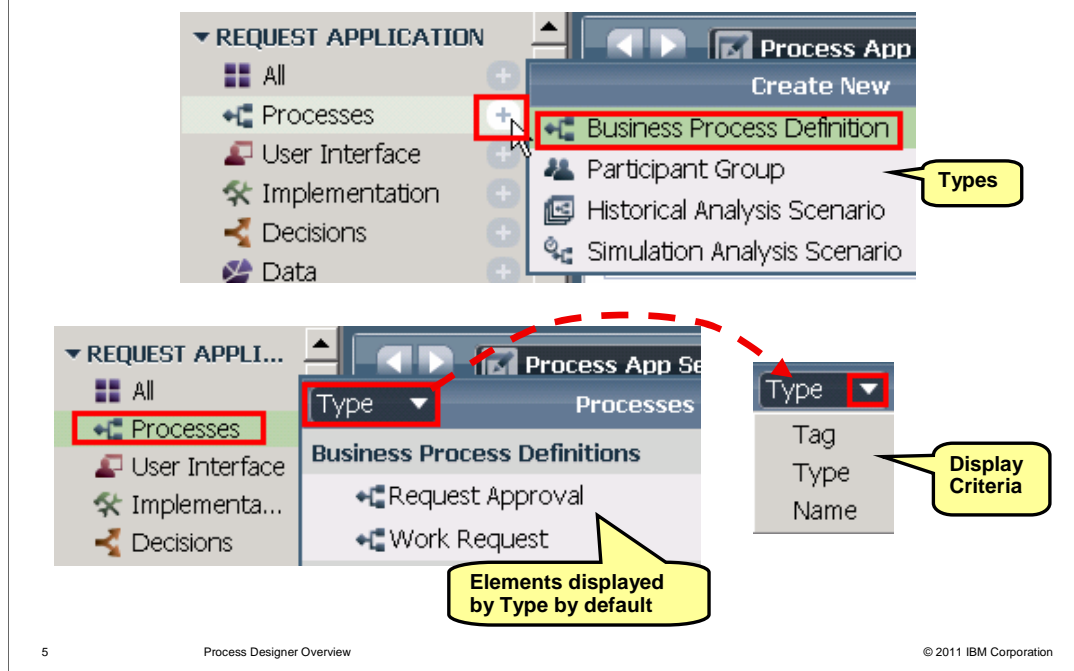 REQUEST APPLICATION
All
Processes
User Interface
Implementation
Decisions
Data
Process App
Create New
Business Process Definition
Participant Group
Historical Analysis Scenario
Simulation Analysis Scenario
Types
REQUEST APPLI...
All
Processes
User Interface
Implementa...
Decisions
Process App Se
Type
Processes
Business Process Definitions
Request Approval
Work Request
Elements displayed
by Type by default
Type
Tag
Type
Name
Display
Criteria
5
Process Designer Overview
© 2011 IBM Corporation